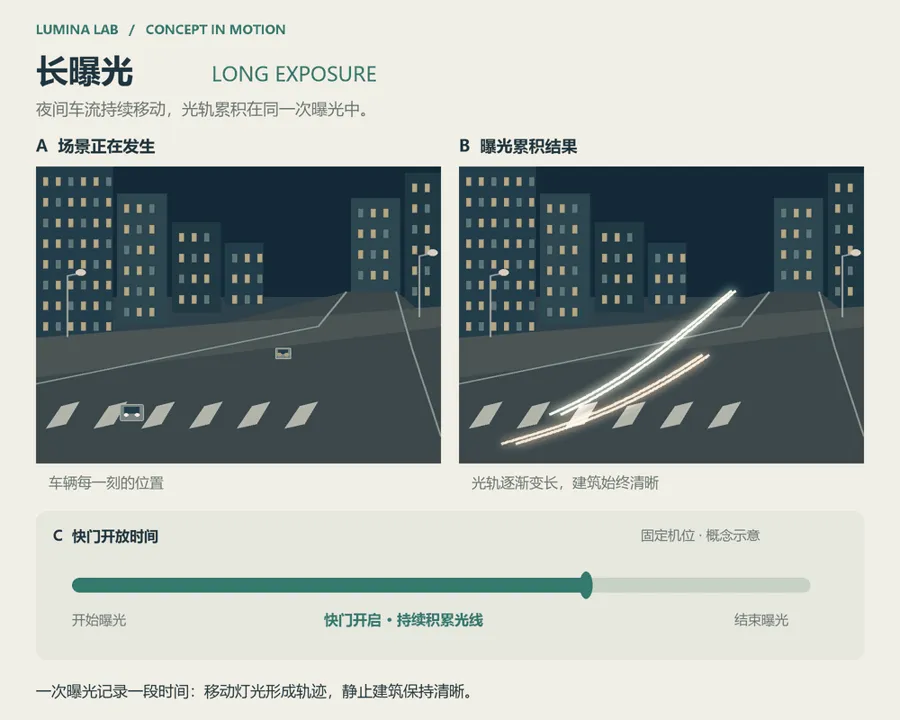 LUMINA LAB / CONCEPT IN MOTION
长曝光 LONG EXPOSURE
夜间车流持续移动，光轨累积在同一次曝光中。
A 场景正在发生
B 曝光累积结果
车辆每一刻的位置
光轨逐渐变长，建筑始终清晰
C 快门开放时间
固定机位 · 概念示意
开始曝光
快门开启 · 持续积累光线
结束曝光
一次曝光记录一段时间：移动灯光形成轨迹，静止建筑保持清晰。